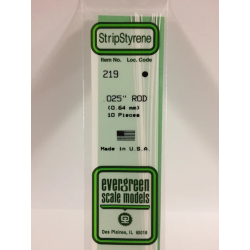 StripStyrene
Item No. Loc. Code
219
.025" ROD
(0.64 mm)
10 Pieces
Made in U.S.A.
evergreen
scale models
Des Plaines, IL 60018